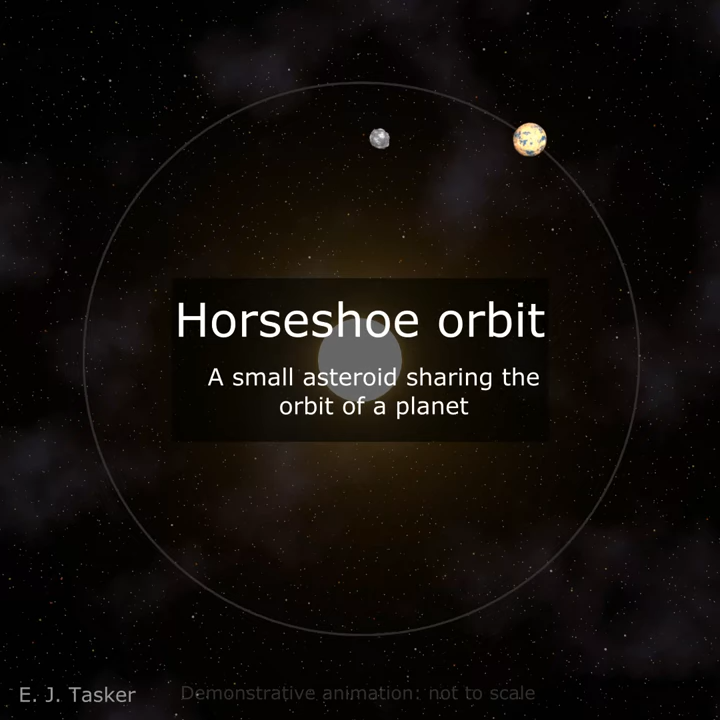 Horseshoe orbit
A small asteroid sharing the
orbit of a planet
E. J. Tasker
Demonstrative animation: not to scale